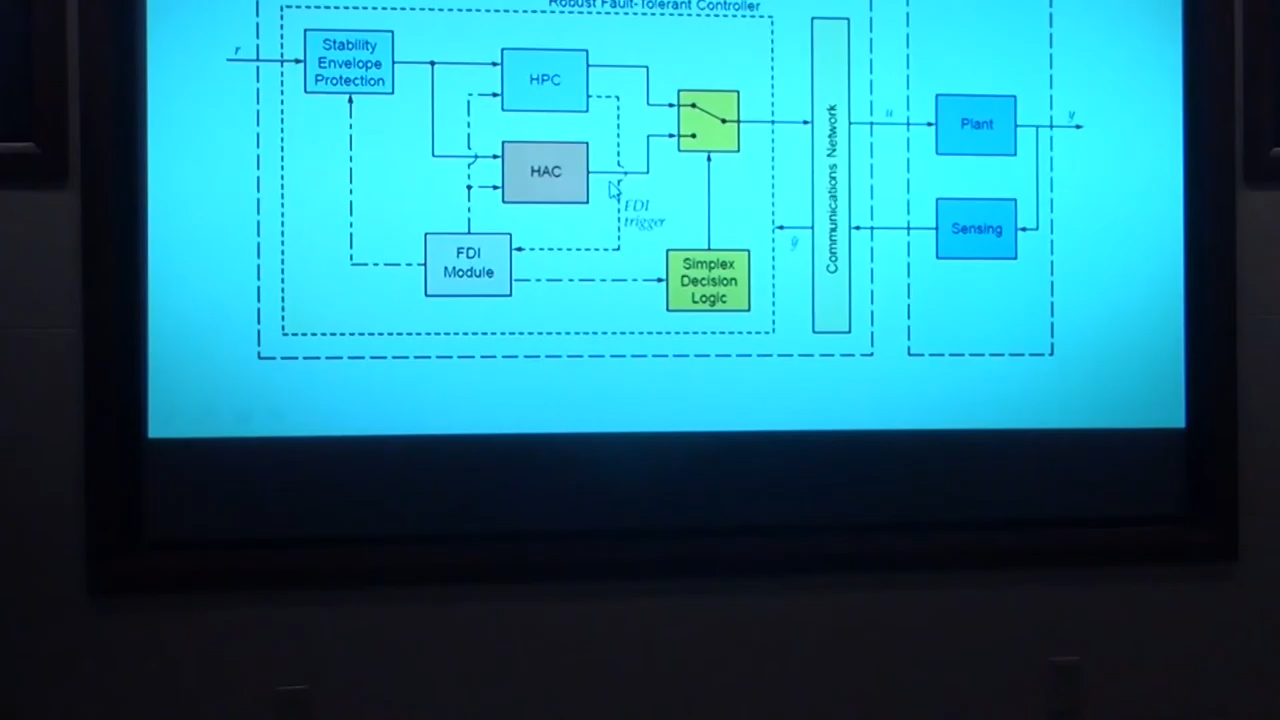 Robust Fault-Tolerant Controller
r
Stability
Envelope
Protection
HPC
HAC
FDI
trigger
FDI
Module
Simplex
Decision
Logic
Communications Network
u
Plant
y
Sensing